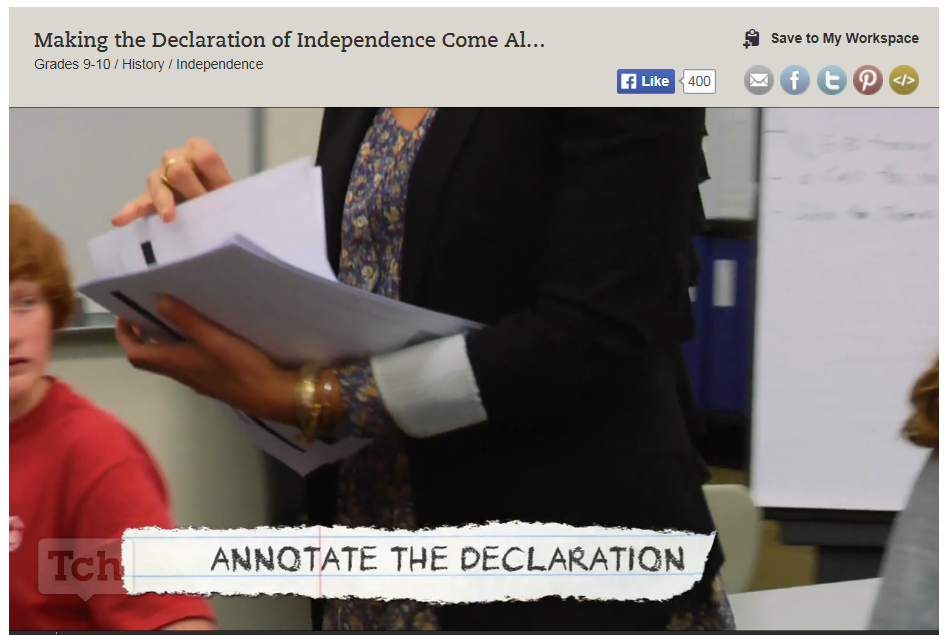 Making the Declaration of Independence Come Al...
Save to My Workspace
Grades 9-10 / History / Independence
Like
400
</>
ANNOTATE THE DECLARATION
Tch